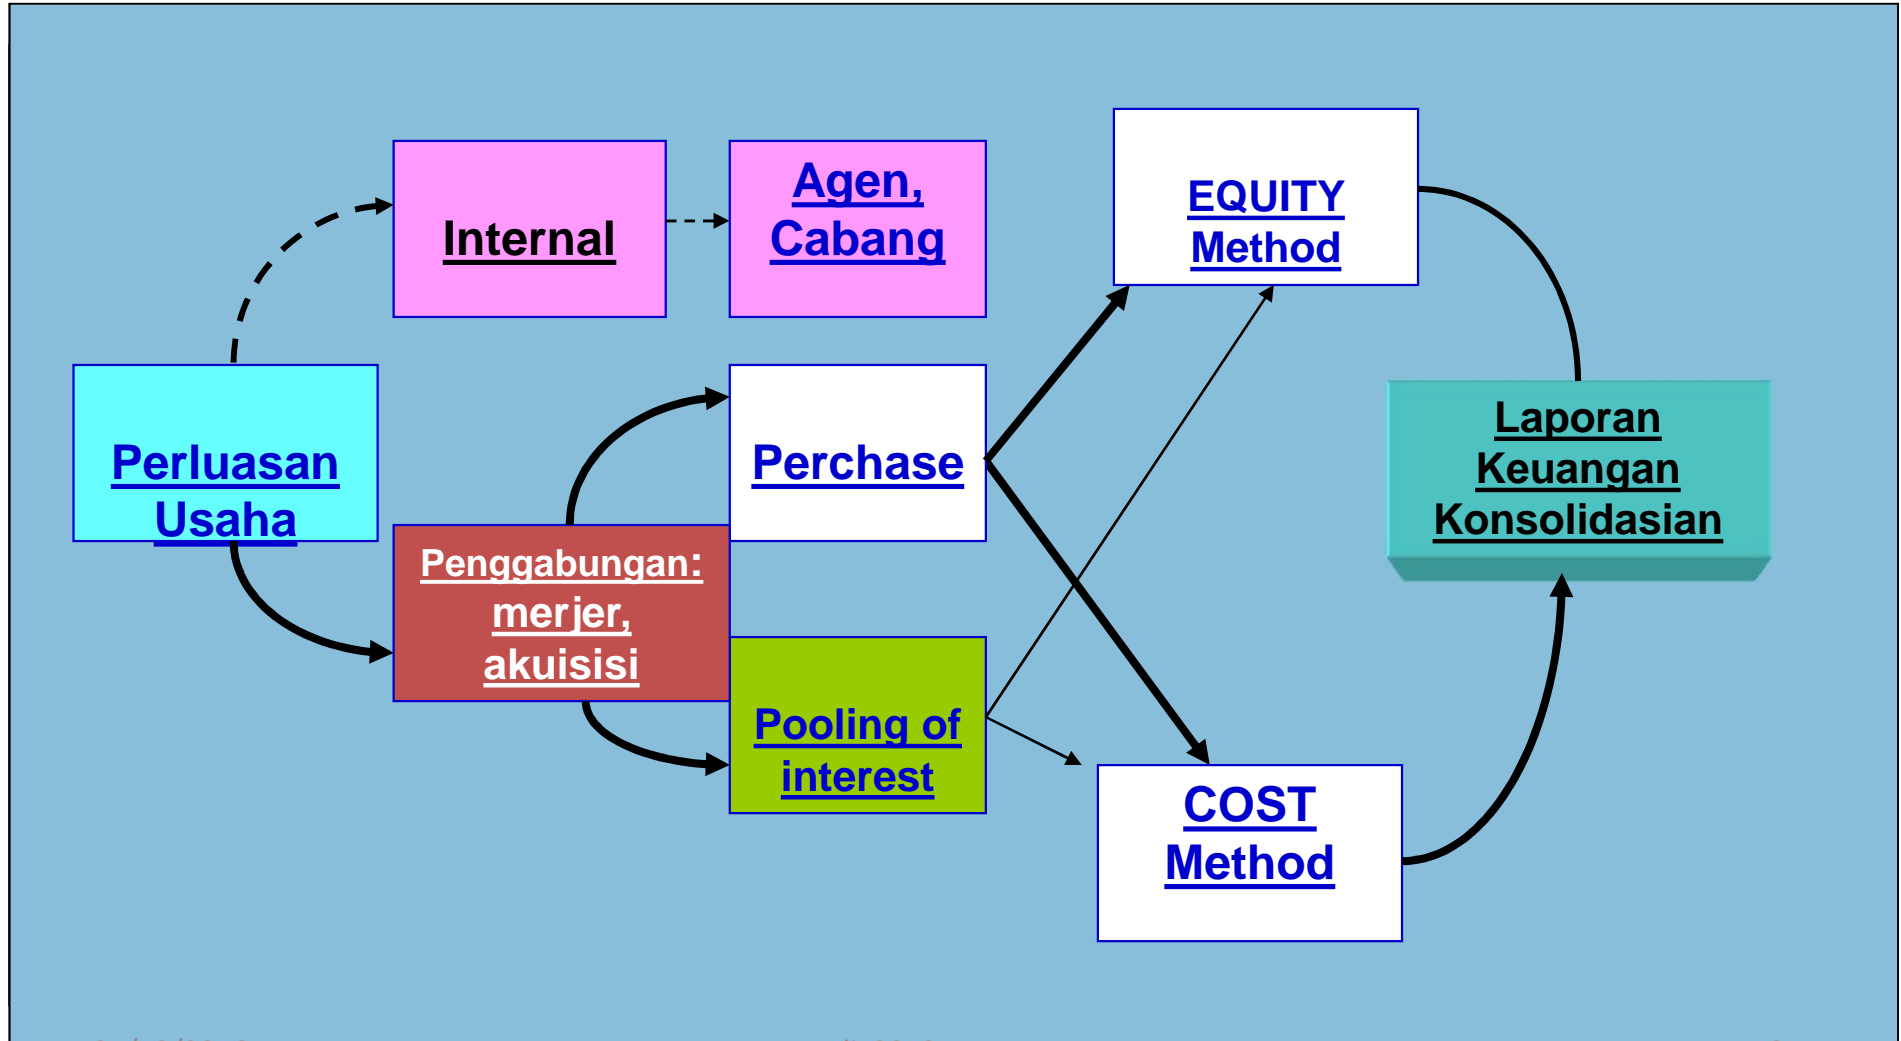 Internal
Agen,
Cabang
EQUITY
Method
Perluasan
Usaha
Perchase
Laporan
Keuangan
Konsolidasian
Penggabungan:
merjer,
akuisisi
Pooling of
interest
COST
Method